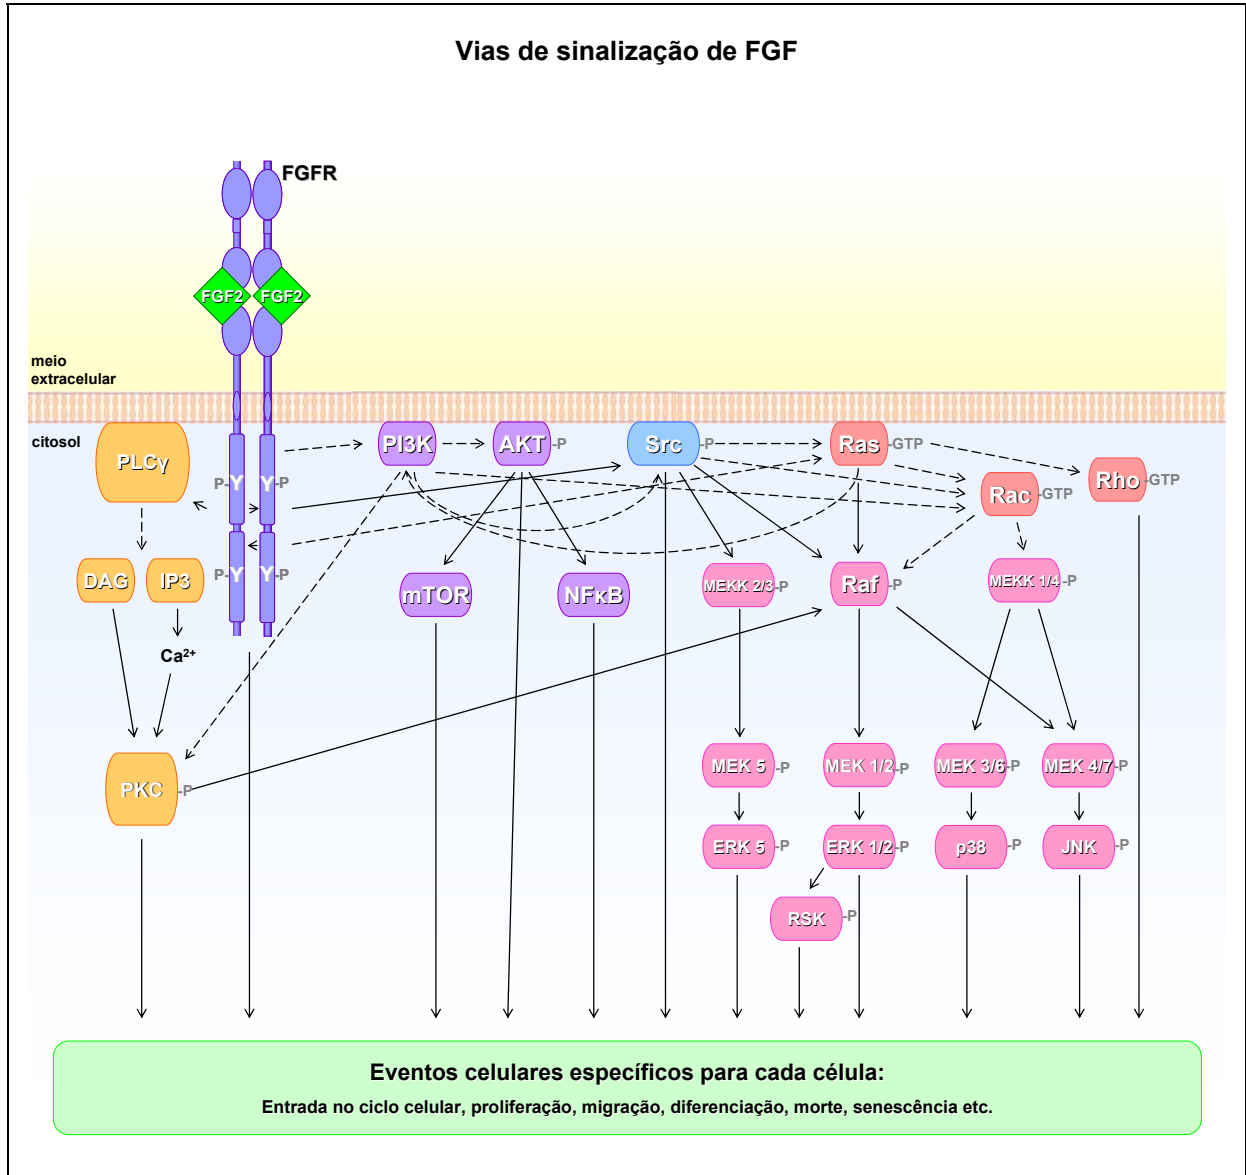 Vias de sinalização de FGF
FGFR
FGF2 FGF2
meio
extracelular
citosol
PLCγ
PI3K
AKT -P
Src -P
Ras -GTP
Rac -GTP
Rho -GTP
P- Y Y -P
P- Y Y -P
DAG
IP3
Ca2+
mTOR
NFκB
MEKK 2/3 -P
Raf -P
MEKK 1/4 -P
PKC -P
MEK 5 -P
MEK 1/2 -P
MEK 3/6 -P
MEK 4/7 -P
ERK 5 -P
ERK 1/2 -P
p38 -P
JNK -P
RSK -P
Eventos celulares específicos para cada célula:
Entrada no ciclo celular, proliferação, migração, diferenciação, morte, senescência etc.